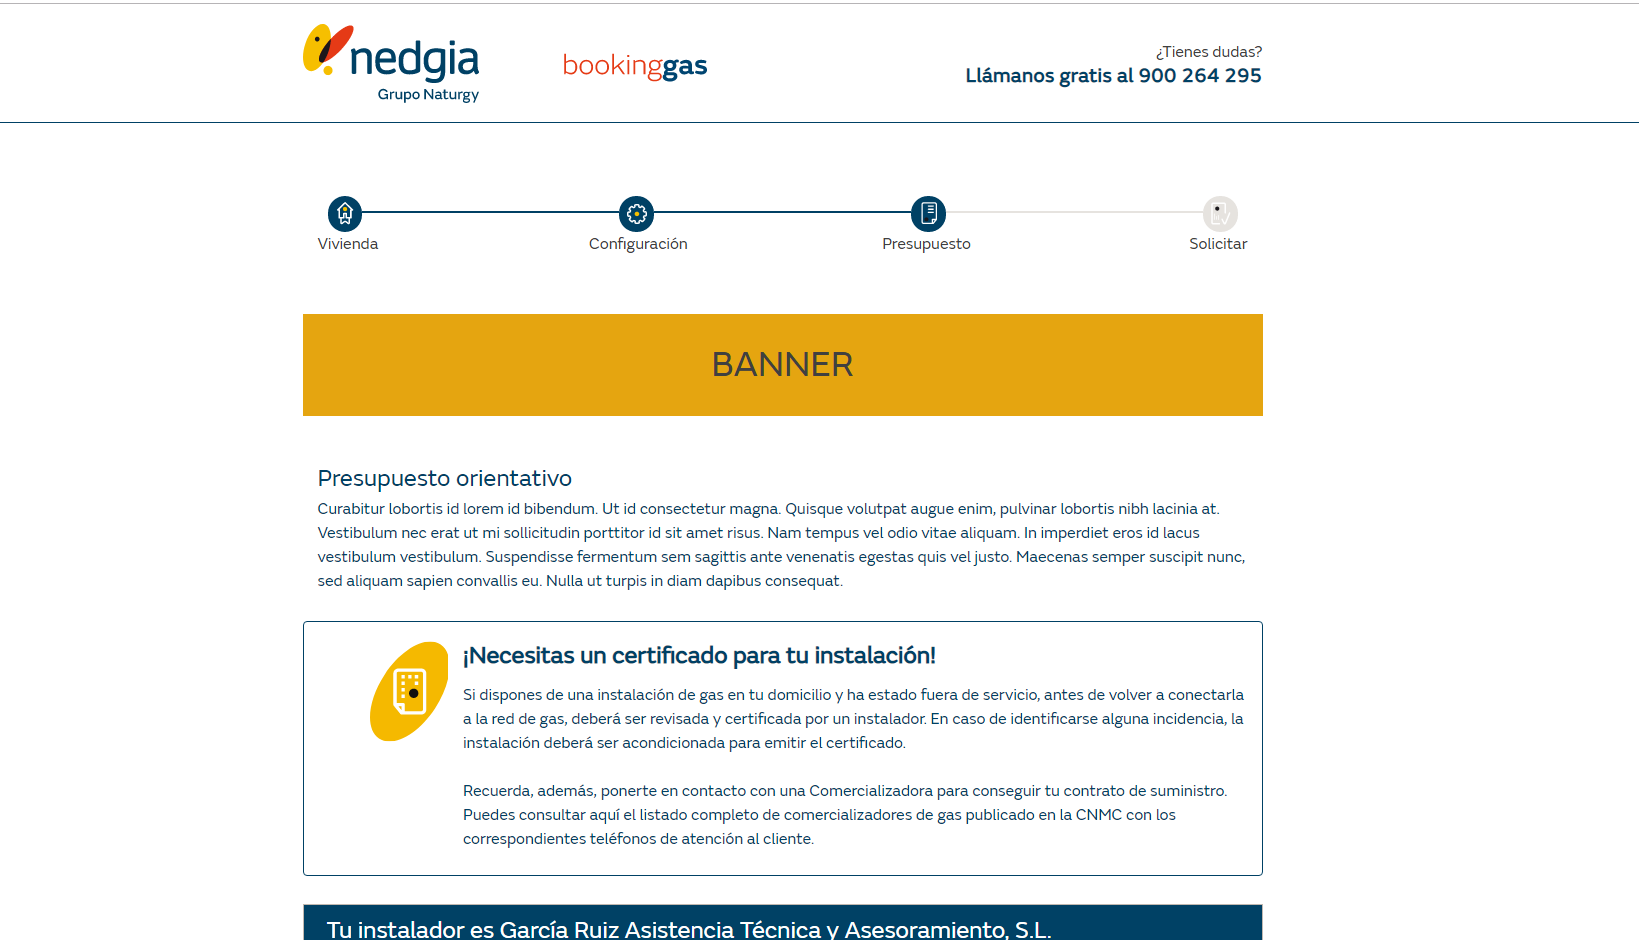 nedgia
Grupo Naturgy
bookinggas
¿Tienes dudas?
Llámanos gratis al 900 264 295
Vivienda
Configuración
Presupuesto
Solicitar
BANNER
Presupuesto orientativo
Curabitur lobortis id lorem id bibendum. Ut id consectetur magna. Quisque volutpat augue enim, pulvinar lobortis nibh lacinia at.
Vestibulum nec erat ut mi sollicitudin porttitor id sit amet risus. Nam tempus vel odio vitae aliquam. In imperdiet eros id lacus
vestibulum vestibulum. Suspendisse fermentum sem sagittis ante venenatis egestas quis vel justo. Maecenas semper suscipit nunc,
sed aliquam sapien convallis eu. Nulla ut turpis in diam dapibus consequat.
¡Necesitas un certificado para tu instalación!
Si dispones de una instalación de gas en tu domicilio y ha estado fuera de servicio, antes de volver a conectarla
a la red de gas, deberá ser revisada y certificada por un instalador. En caso de identificarse alguna incidencia, la
instalación deberá ser acondicionada para emitir el certificado.
Recuerda, además, ponerte en contacto con una Comercializadora para conseguir tu contrato de suministro.
Puedes consultar aquí el listado completo de comercializadores de gas publicado en la CNMC con los
correspondientes teléfonos de atención al cliente.
Tu instalador es García Ruiz Asistencia Técnica y Asesoramiento, S.L.